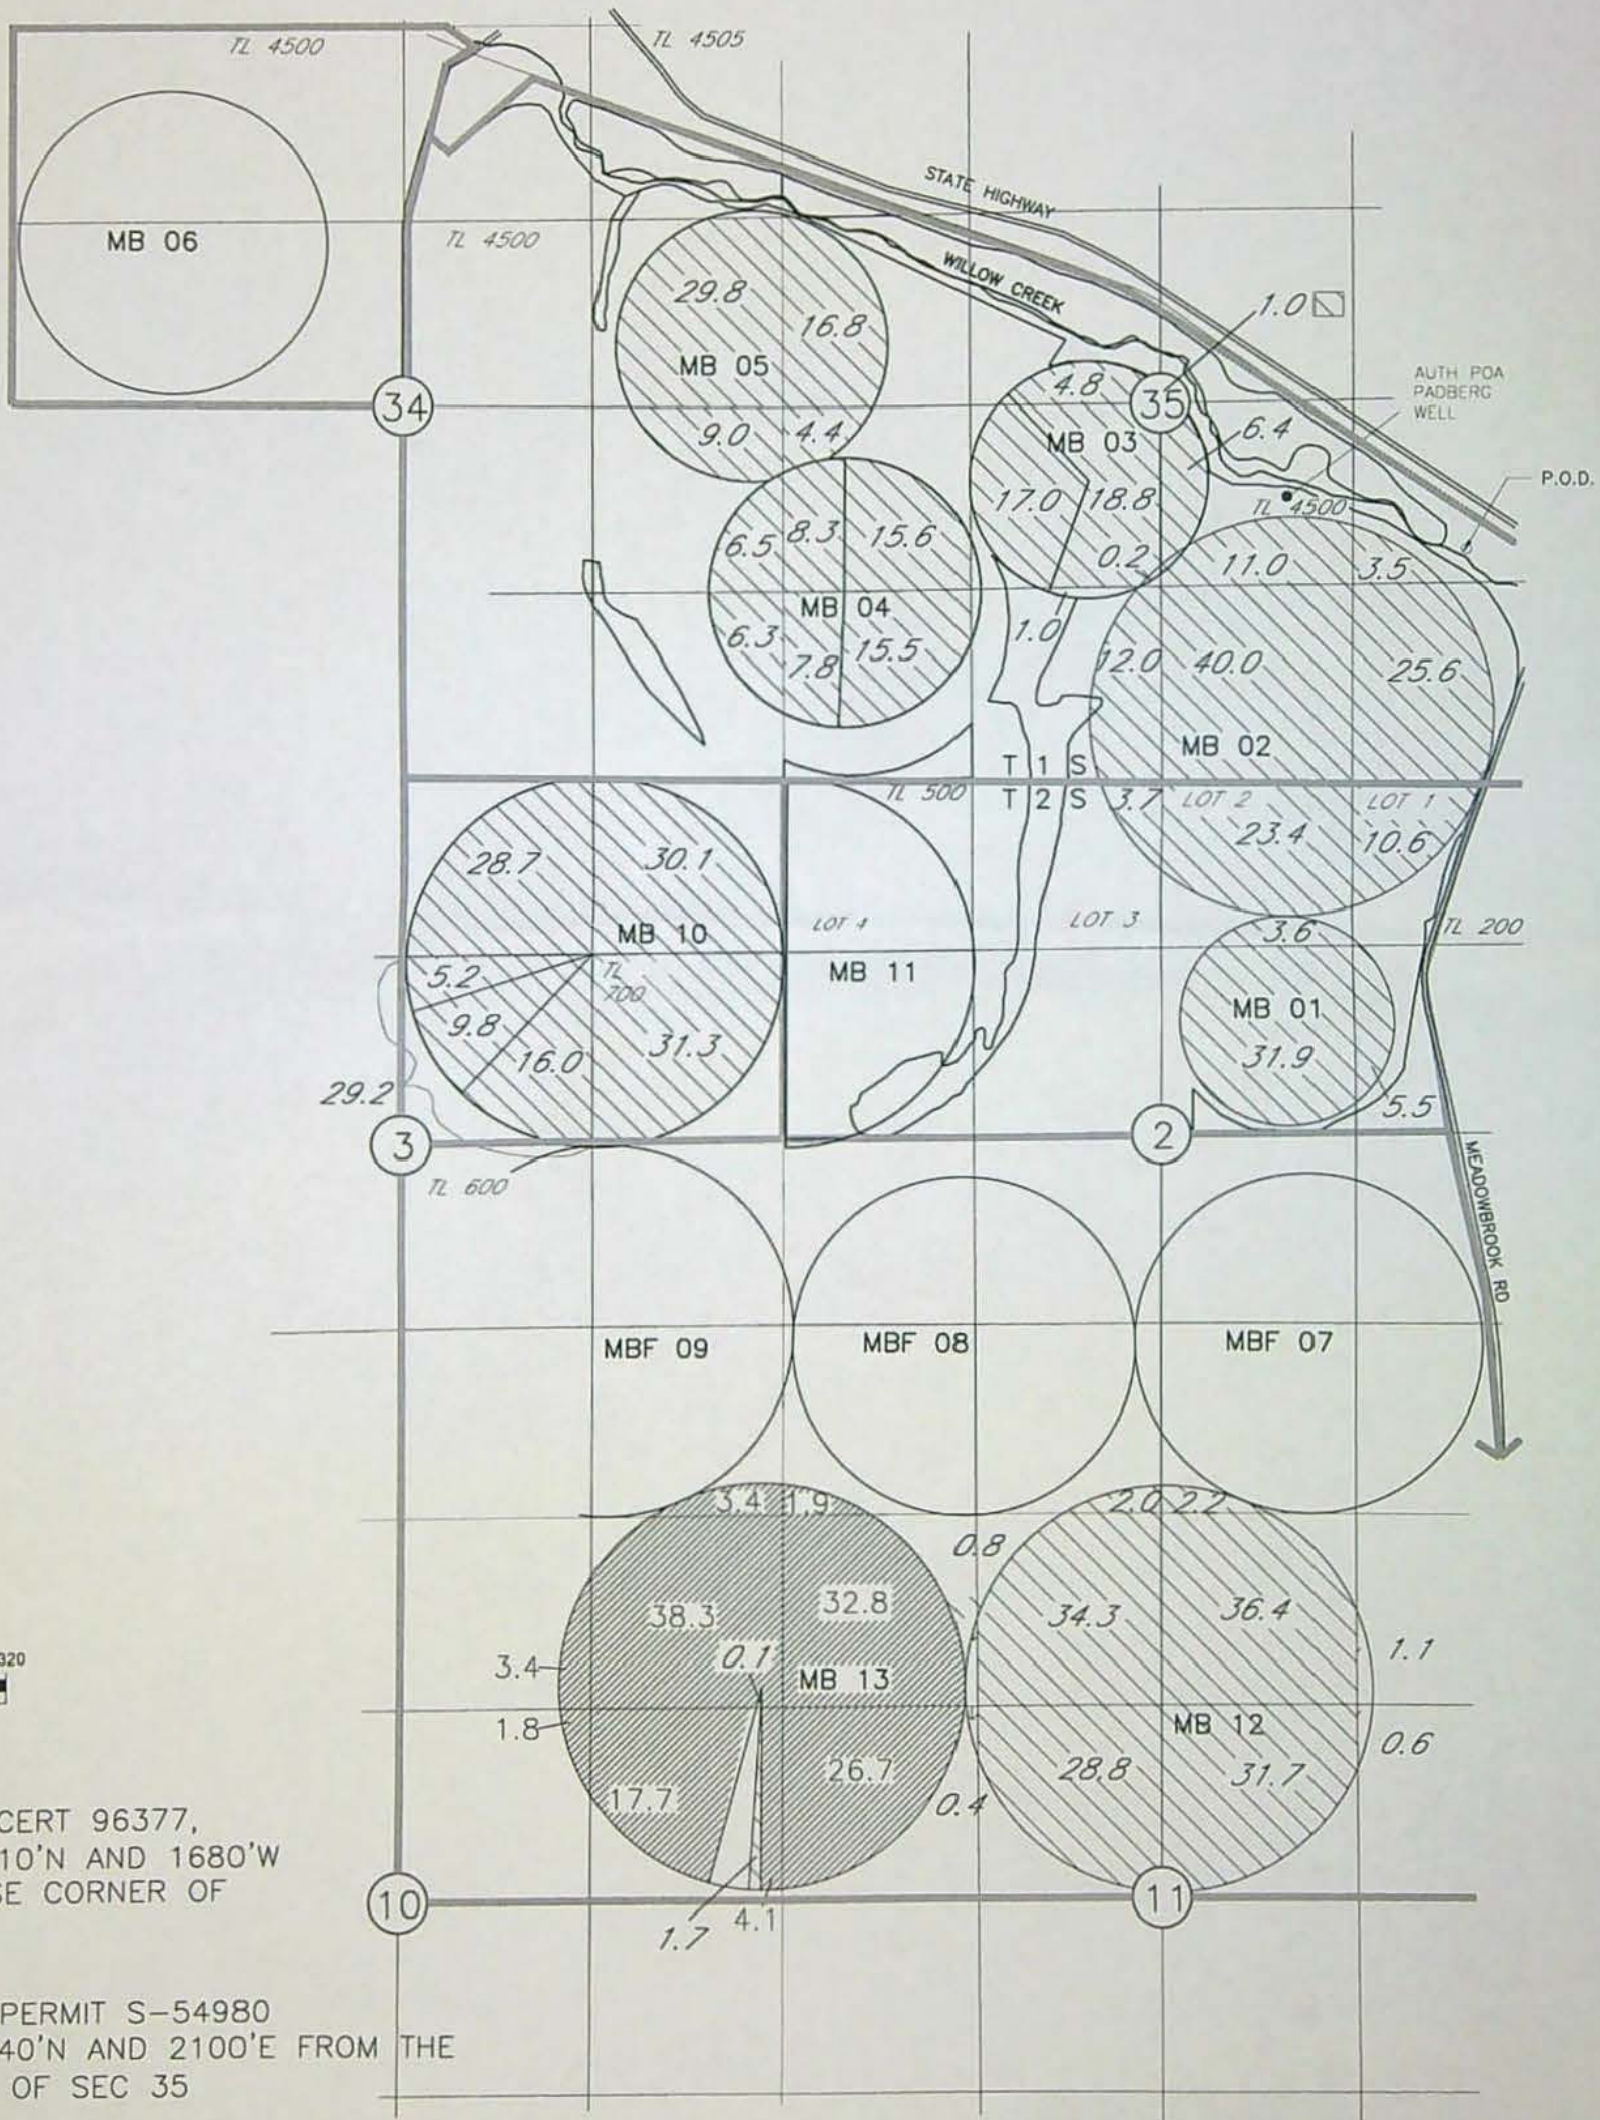 TL 4500
TL 4505
STATE HIGHWAY
MB 06
TL 4500
WILLOW CREEK
29.8
16.8
1.0
MB 05
AUTH POA
PADBERG
WELL
4.8
34
35
9.0
4.4
MB 03
6.4
P.O.D.
17.0
18.8
TL 4500
6.5
8.3
15.6
0.2
11.0
3.5
MB 04
6.3
7.8
15.5
1.0
12.0
40.0
25.6
MB 02
T 1 S
TL 500
T 2 S
3.7
LOT 2
LOT 1
23.4
10.6
28.7
30.1
MB 10
LOT 4
LOT 3
3.6
TL 200
5.2
TL
700
MB 11
MB 01
9.8
16.0
31.3
31.9
29.2
5.5
3
2
TL 600
MEADOWBROOK RD
MBF 09
MBF 08
MBF 07
3.4
1.9
2.0
2.2
0.8
38.3
32.8
34.3
36.4
3.4
0.1
MB 13
1.1
320
1.8
MB 12
0.6
17.7
26.7
28.8
31.7
0.4
CERT 96377,
10'N AND 1680'W
SE CORNER OF
10
11
1.7
4.1
PERMIT S-54980
40'N AND 2100'E FROM THE
OF SEC 35